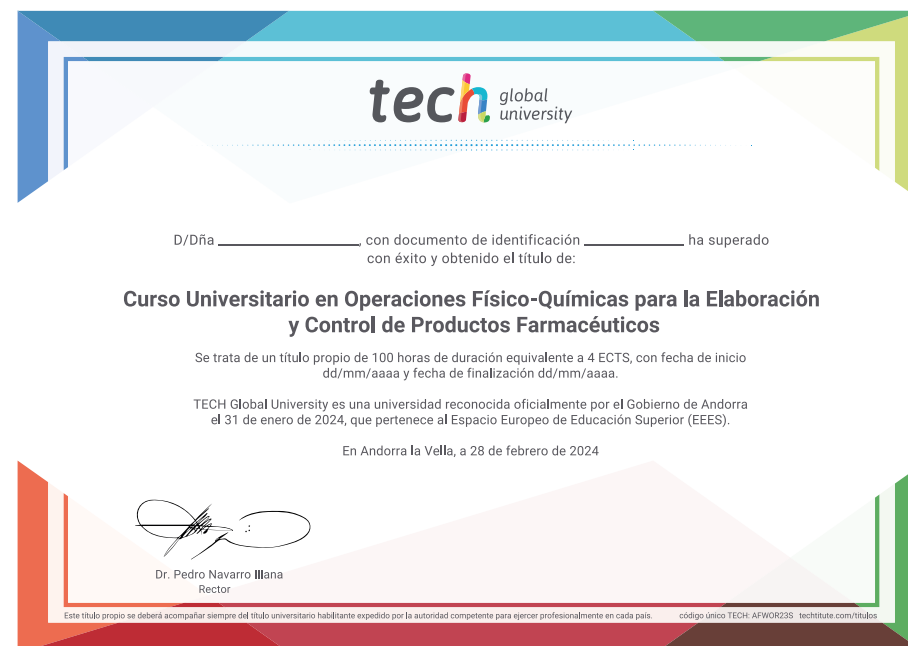 tech global university
D/Dña ______________, con documento de identificación __________ ha superado
con éxito y obtenido el título de:
Curso Universitario en Operaciones Físico-Químicas para la Elaboración
y Control de Productos Farmacéuticos
Se trata de un título propio de 100 horas de duración equivalente a 4 ECTS, con fecha de inicio
dd/mm/aaaa y fecha de finalización dd/mm/aaaa.
TECH Global University es una universidad reconocida oficialmente por el Gobierno de Andorra
el 31 de enero de 2024, que pertenece al Espacio Europeo de Educación Superior (EEES).
En Andorra la Vella, a 28 de febrero de 2024
Dr. Pedro Navarro Illana
Rector
Este título propio se deberá acompañar siempre del título universitario habilitante expedido por la autoridad competente para ejercer profesionalmente en cada país. código único TECH: AFWOR23S techtitute.com/titulos